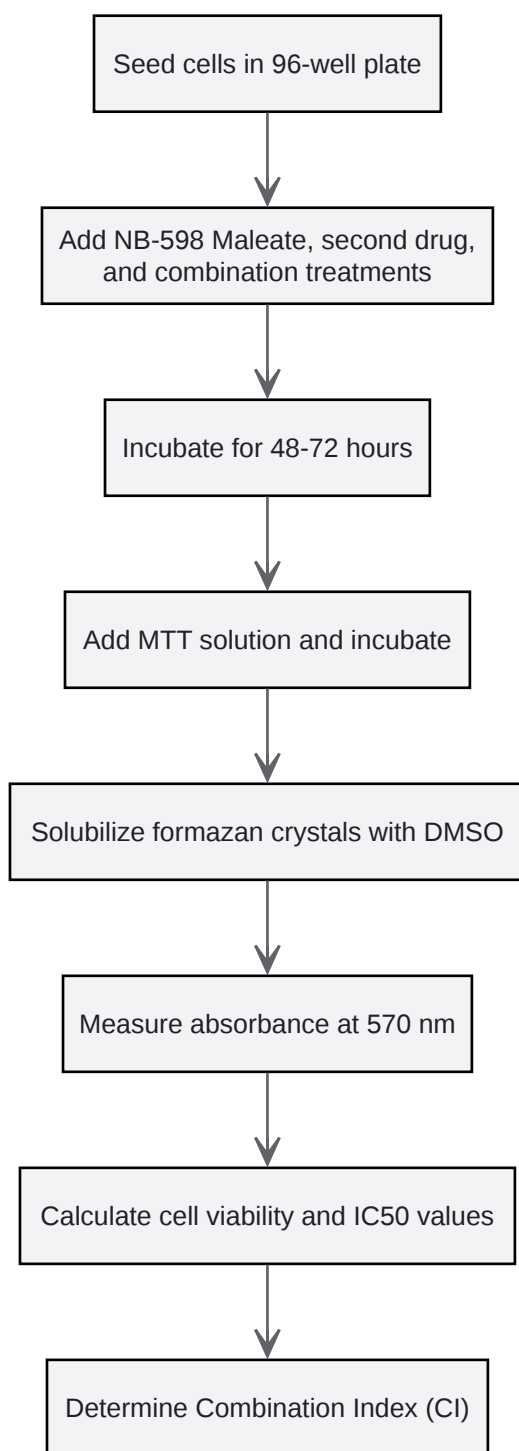 Seed cells in 96-well plate
Add NB-598 Maleate, second drug,
and combination treatments
Incubate for 48-72 hours
Add MTT solution and incubate
Solubilize formazan crystals with DMSO
Measure absorbance at 570 nm
Calculate cell viability and IC50 values
Determine Combination Index (CI)